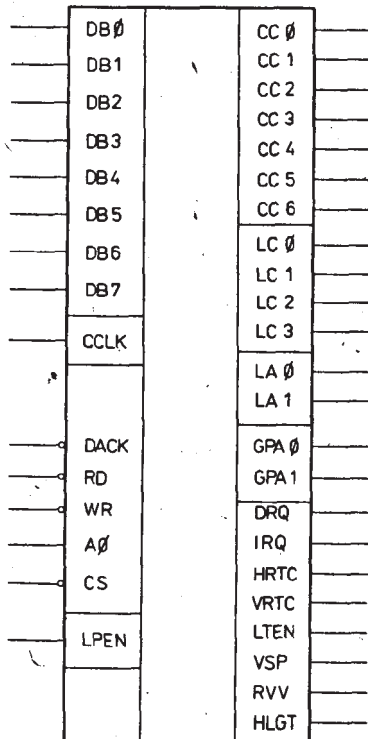 DBØ
DB1
DB2
DB3
DB4
DB5
DB6
DB7
CCLK
DACK
RD
WR
AØ
CS
LPEN
CC Ø
CC 1
CC 2
CC 3
CC 4
CC 5
CC 6
LC Ø
LC 1
LC 2
LC 3
LA Ø
LA 1
GPA Ø
GPA 1
DRQ
IRQ
HRTC
VRTC
LTEN
VSP
RVV
HLGT